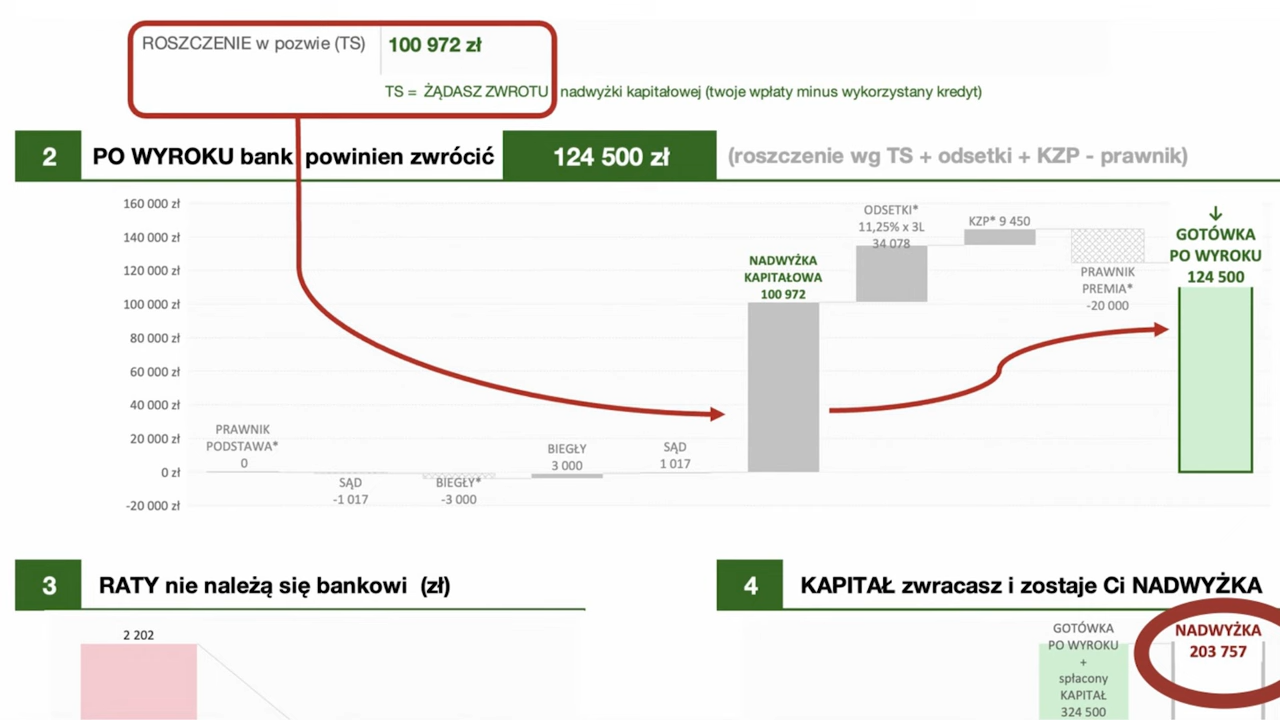 ROSZCZENIE w pozwie (TS) 100 972 zł
TS = ŻĄDASZ ZWROTU nadwyżki kapitałowej (twoje wpłaty minus wykorzystany kredyt)
2 PO WYROKU bank powinien zwrócić 124 500 zł (roszczenie wg TS + odsetki + KZP - prawnik)
160 000 zł
140 000 zł
120 000 zł
100 000 zł
80 000 zł
60 000 zł
40 000 zł
20 000 zł
0 zł
-20 000 zł
PRAWNIK
PODSTAWA*
0
SĄD
-1 017
BIEGŁY*
-3 000
BIEGŁY
3 000
SĄD
1 017
NADWYŻKA
KAPITAŁOWA
100 972
ODSETKI*
11,25% x 3L
34 078
KZP* 9 450
PRAWNIK
PREMIA*
-20 000
↓
GOTÓWKA
PO WYROKU
124 500
3 RATY nie należą się bankowi (zł)
2 202
4 KAPITAŁ zwracasz i zostaje Ci NADWYŻKA
GOTÓWKA
PO WYROKU
+
spłacony
KAPITAŁ
324 500
NADWYŻKA
203 757